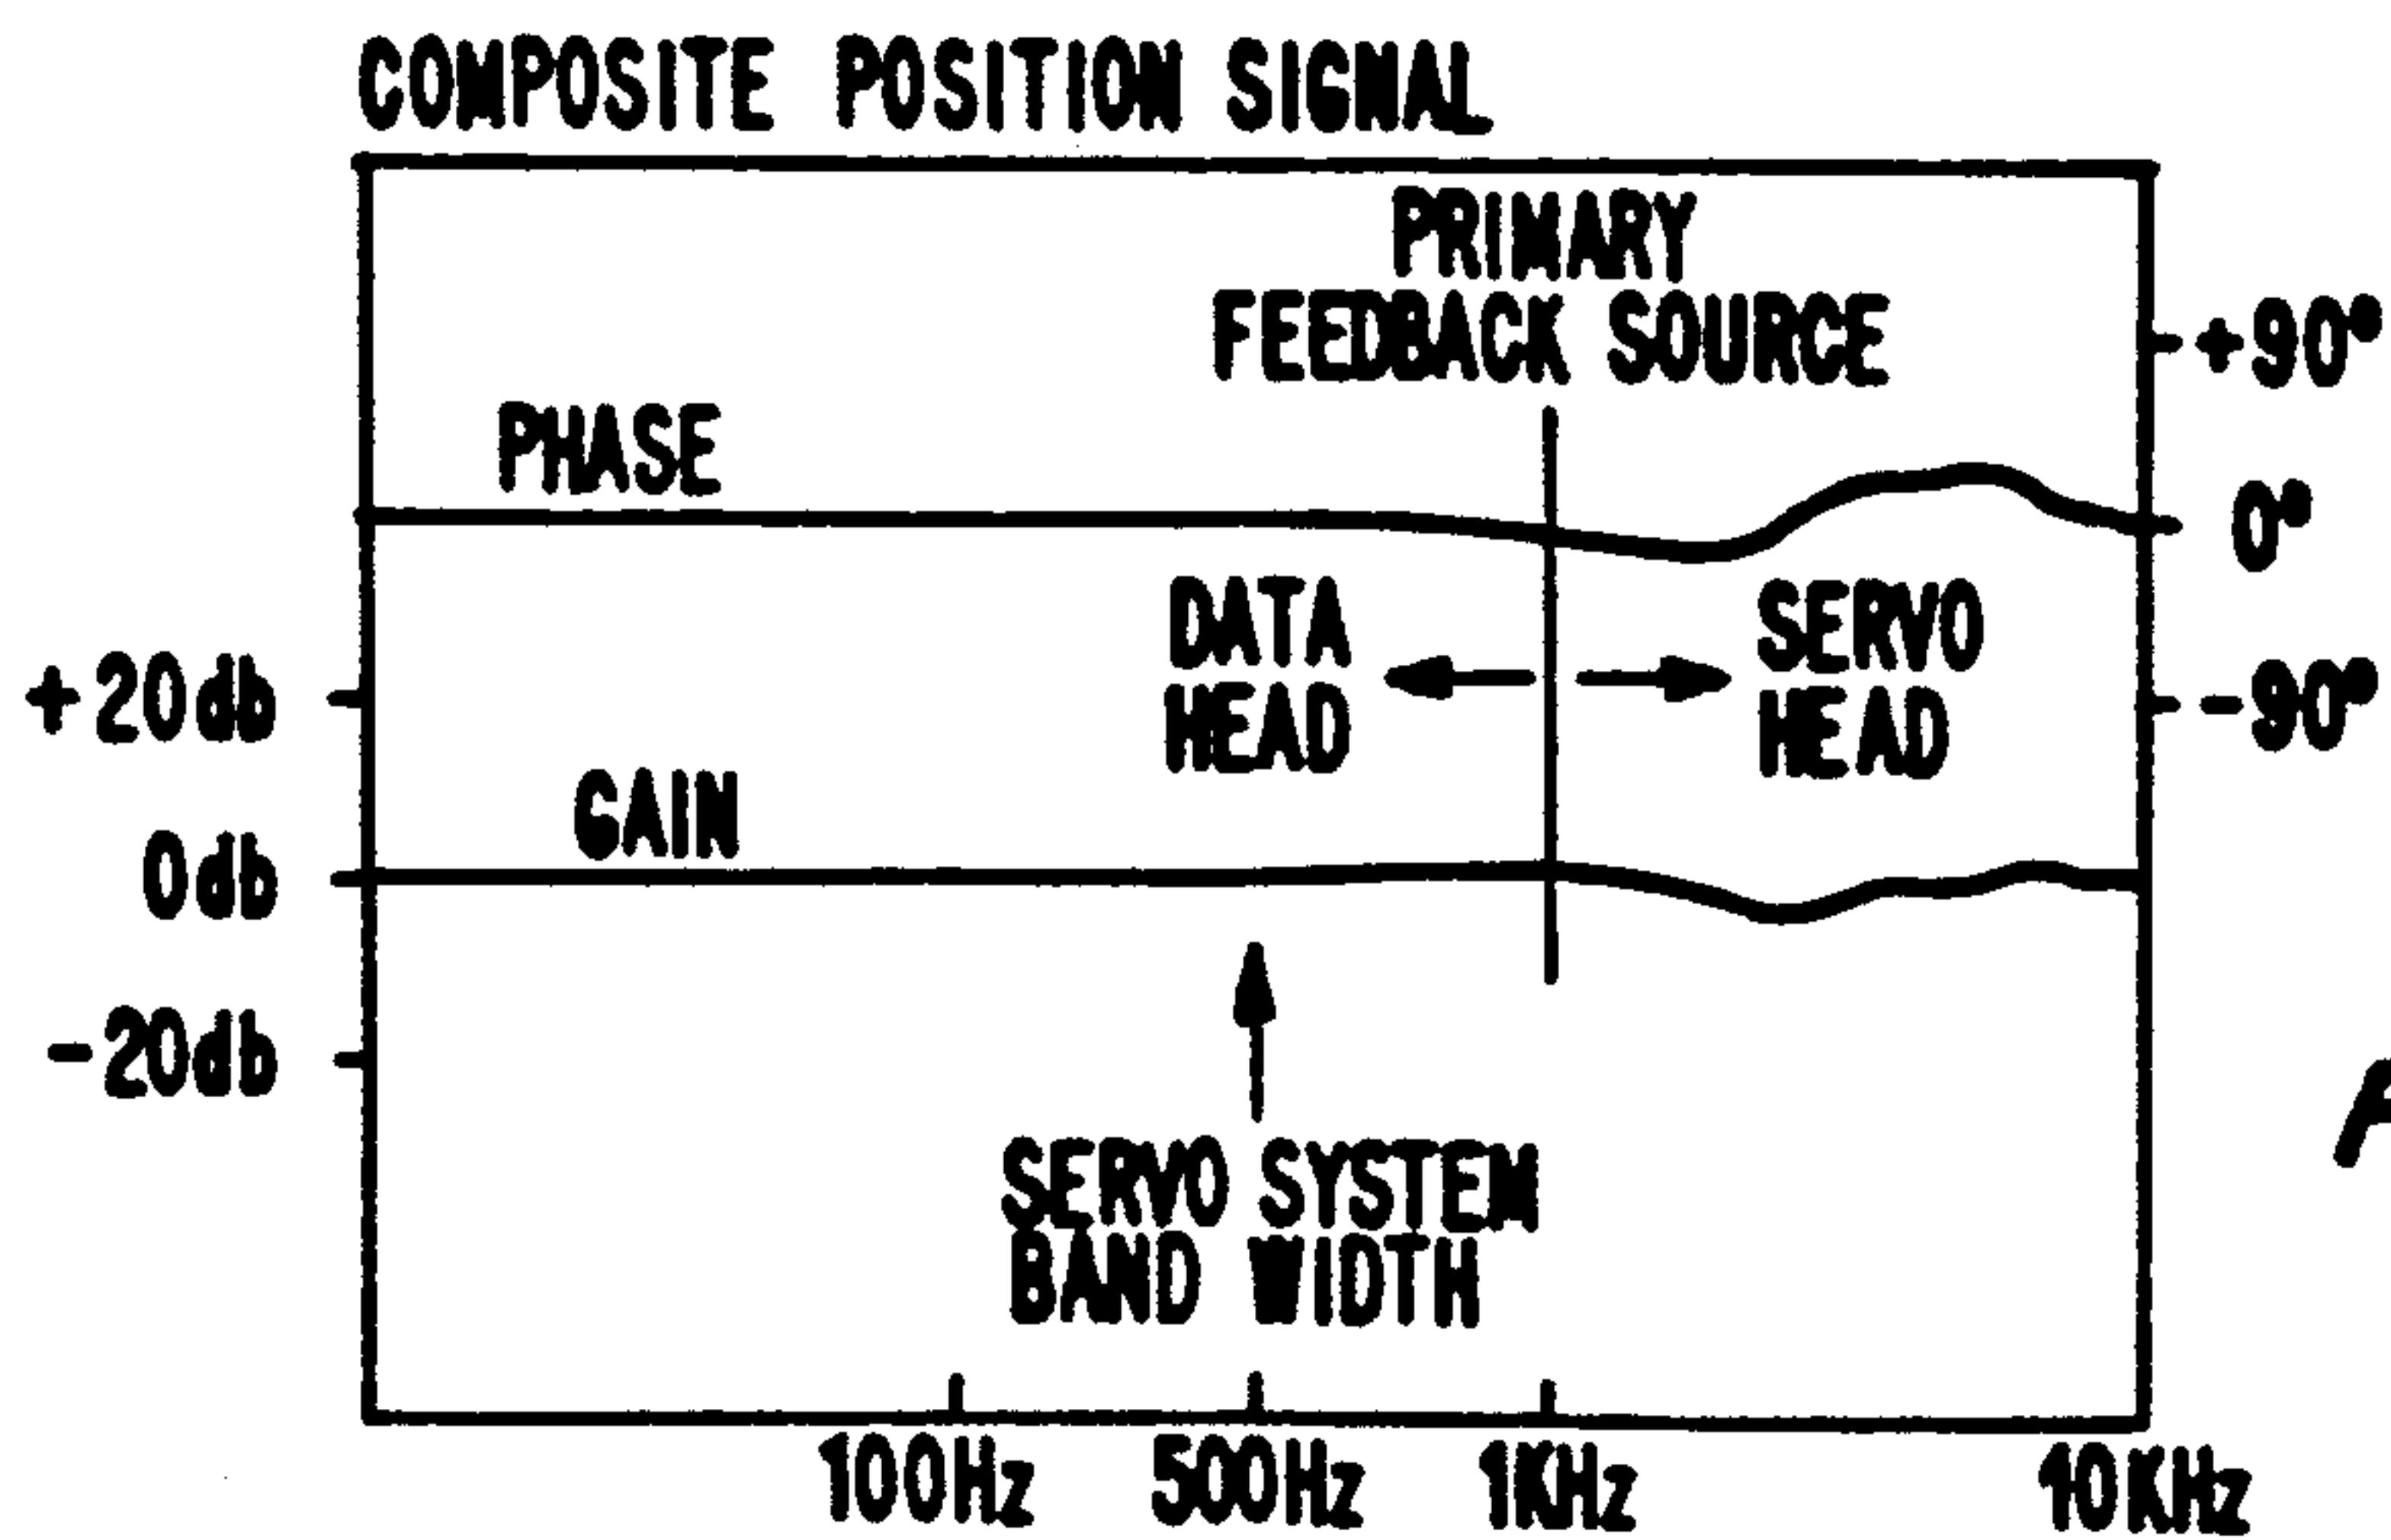 COMPOSITE POSITION SIGNAL
PRIMARY
FEEDBACK SOURCE
+90°
PHASE
0°
DATA
HEAD
SERVO
HEAD
+20db
-90°
GAIN
0db
-20db
SERVO SYSTEM
BAND WIDTH
100Hz 500Hz 1KHz 10KHz